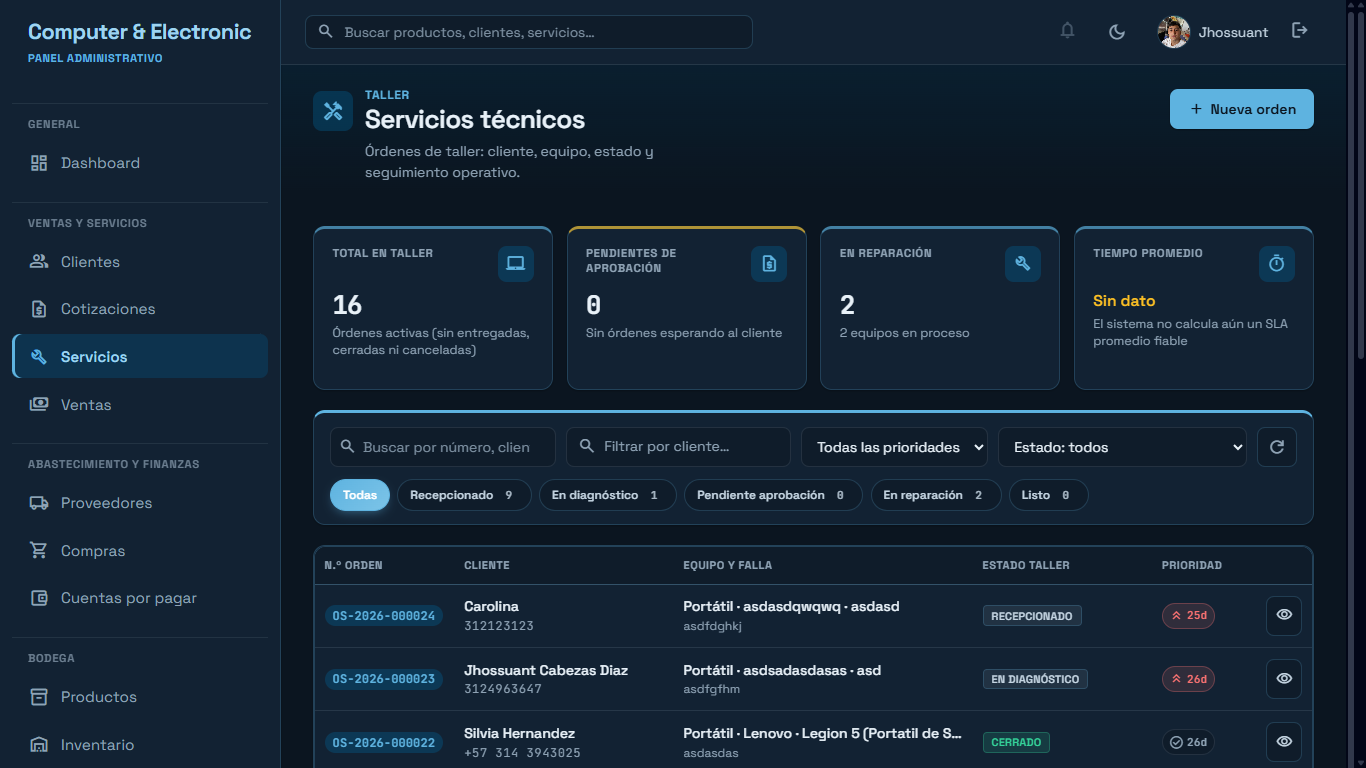 Computer & Electronic
PANEL ADMINISTRATIVO
GENERAL
Dashboard
VENTAS Y SERVICIOS
Clientes
Cotizaciones
Servicios
Ventas
ABASTECIMIENTO Y FINANZAS
Proveedores
Compras
Cuentas por pagar
BODEGA
Productos
Inventario
Buscar productos, clientes, servicios...
Jhossuant
TALLER
Servicios técnicos
Órdenes de taller: cliente, equipo, estado y
seguimiento operativo.
+ Nueva orden
TOTAL EN TALLER
16
Órdenes activas (sin entregadas,
cerradas ni canceladas)
PENDIENTES DE
APROBACIÓN
0
Sin órdenes esperando al cliente
EN REPARACIÓN
2
2 equipos en proceso
TIEMPO PROMEDIO
Sin dato
El sistema no calcula aún un SLA
promedio fiable
Buscar por número, clien
Filtrar por cliente...
Todas las prioridades
Estado: todos
Todas
Recepcionado 9
En diagnóstico 1
Pendiente aprobación 0
En reparación 2
Listo 0
N.º ORDEN CLIENTE EQUIPO Y FALLA ESTADO TALLER PRIORIDAD
OS-2026-000024 Carolina Portátil · asdasdqwqwq · asdasd RECEPCIONADO 25d
312123123 asdfdghkj
OS-2026-000023 Jhossuant Cabezas Diaz Portátil · asdsadasdasas · asd EN DIAGNÓSTICO 26d
3124963647 asdfgfhm
OS-2026-000022 Silvia Hernandez Portátil · Lenovo · Legion 5 (Portatil de S... CERRADO 26d
+57 314 3943025 asdasdas